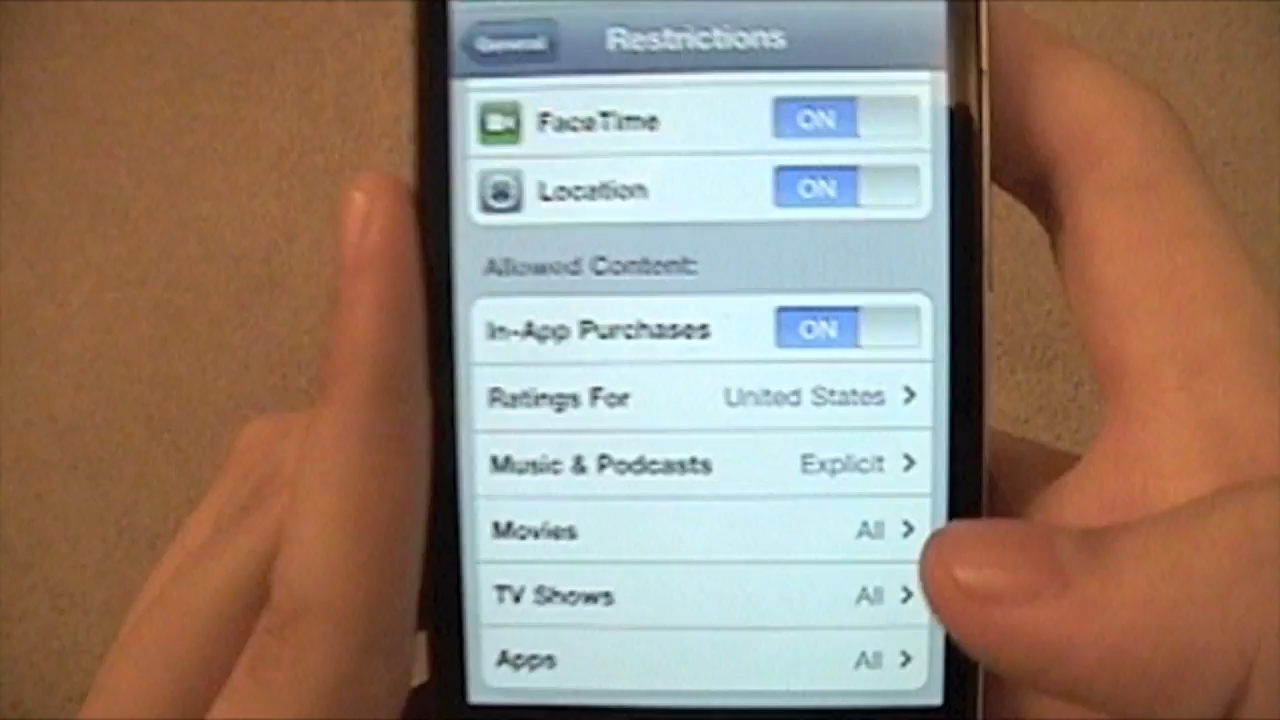 General
Restrictions
FaceTime ON
Location ON
Allowed Content:
In-App Purchases ON
Ratings For United States
Music & Podcasts Explicit
Movies All
TV Shows All
Apps All